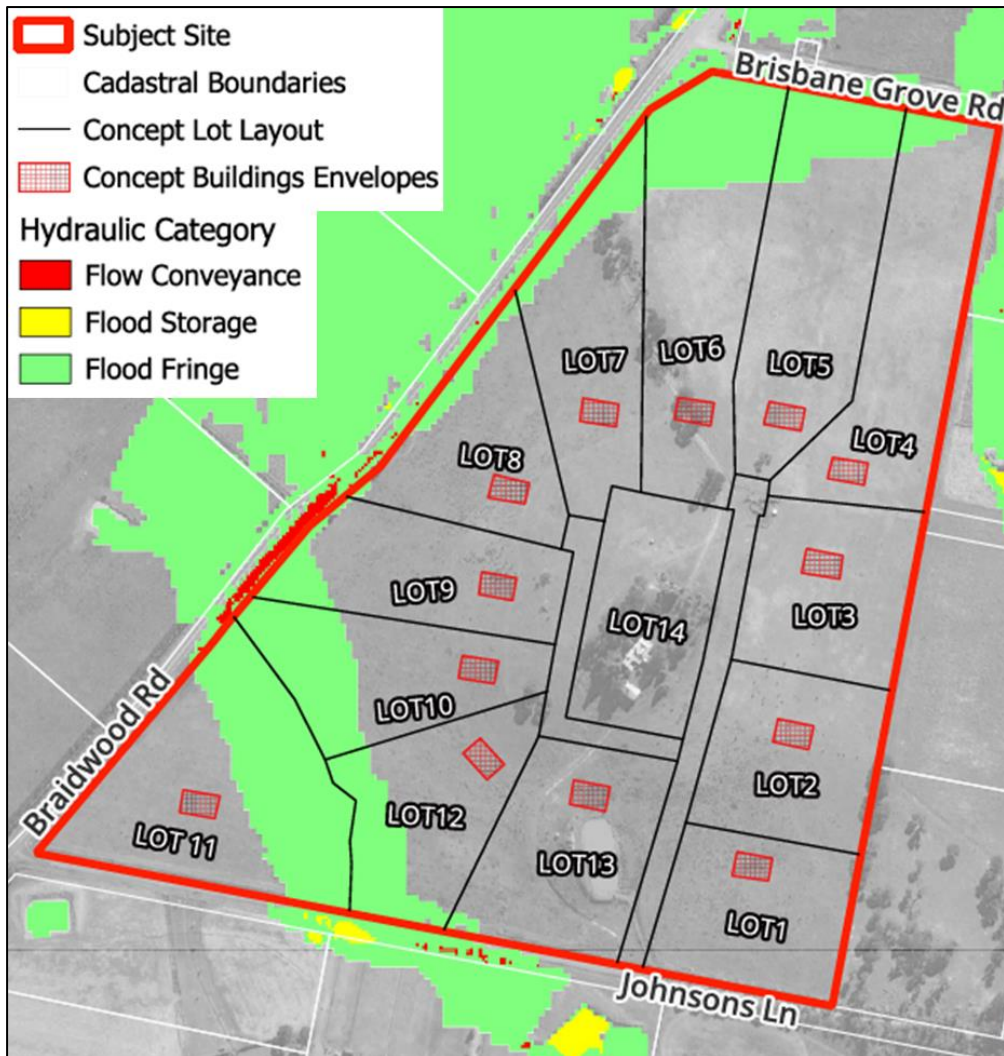 Subject Site
Cadastral Boundaries
Concept Lot Layout
Concept Buildings Envelopes
Hydraulic Category
Flow Conveyance
Flood Storage
Flood Fringe
Brisbane Grove Rd
LOT7
LOT6
LOT5
LOT4
LOT8
LOT9
LOT3
LOT14
LOT10
LOT2
LOT12
LOT 11
LOT13
LOT1
Braidwood Rd
Johnsons Ln